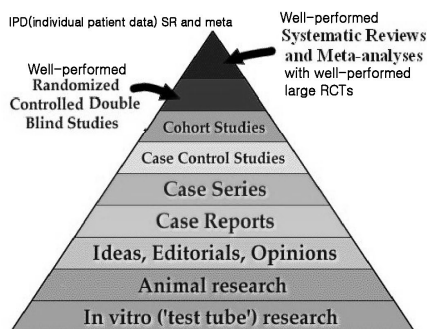 IPD(individual patient data) SR and meta
Well-performed
Systematic Reviews
and Meta-analyses
with well-performed
large RCTs
Well-performed
Randomized
Controlled Double
Blind Studies
Cohort Studies
Case Control Studies
Case Series
Case Reports
Ideas, Editorials, Opinions
Animal research
In vitro ('test tube') research